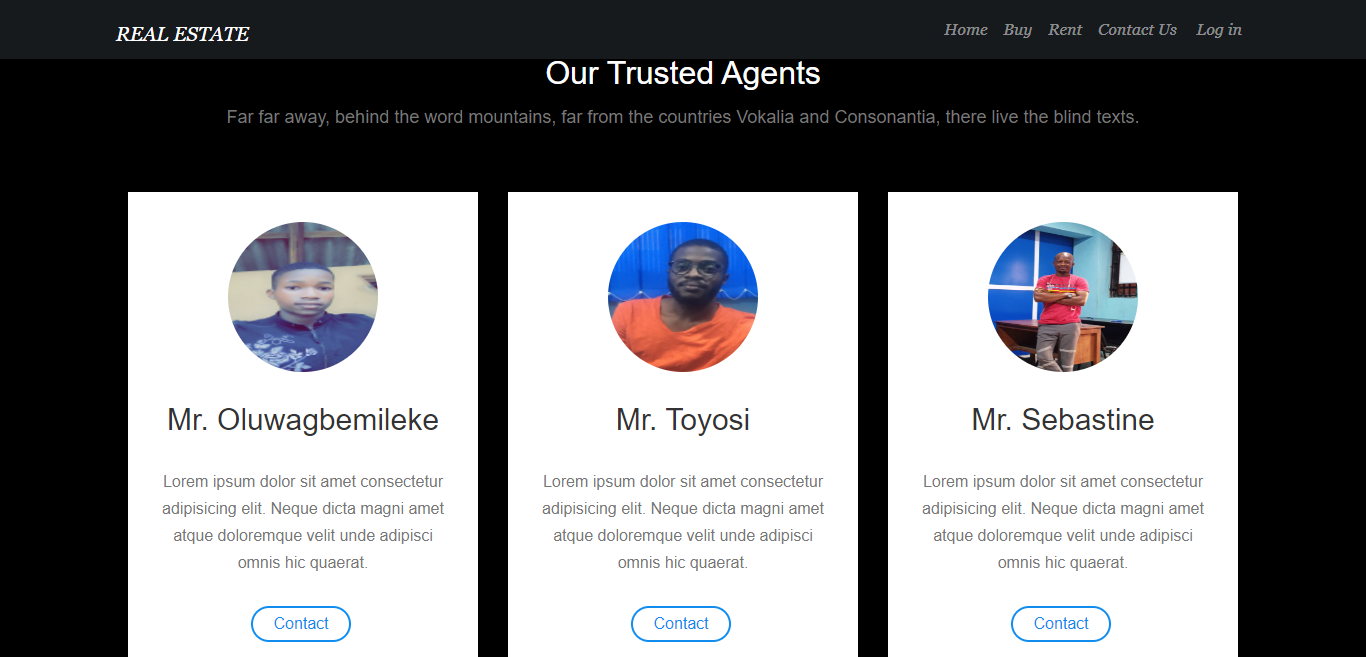 REAL ESTATE Home Buy Rent Contact Us Log in
Our Trusted Agents
Far far away, behind the word mountains, far from the countries Vokalia and Consonantia, there live the blind texts.
Mr. Oluwagbemileke
Lorem ipsum dolor sit amet consectetur
adipisicing elit. Neque dicta magni amet
atque doloremque velit unde adipisci
omnis hic quaerat.
Contact
Mr. Toyosi
Lorem ipsum dolor sit amet consectetur
adipisicing elit. Neque dicta magni amet
atque doloremque velit unde adipisci
omnis hic quaerat.
Contact
Mr. Sebastine
Lorem ipsum dolor sit amet consectetur
adipisicing elit. Neque dicta magni amet
atque doloremque velit unde adipisci
omnis hic quaerat.
Contact